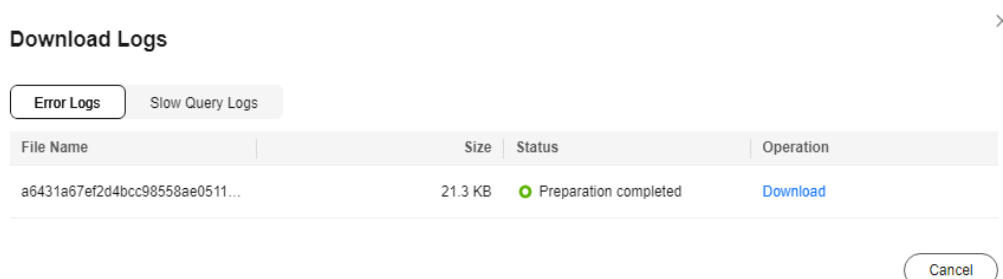 Download Logs
Error Logs Slow Query Logs
File Name Size Status Operation
a6431a67ef2d4bcc98558ae0511... 21.3 KB Preparation completed Download
Cancel